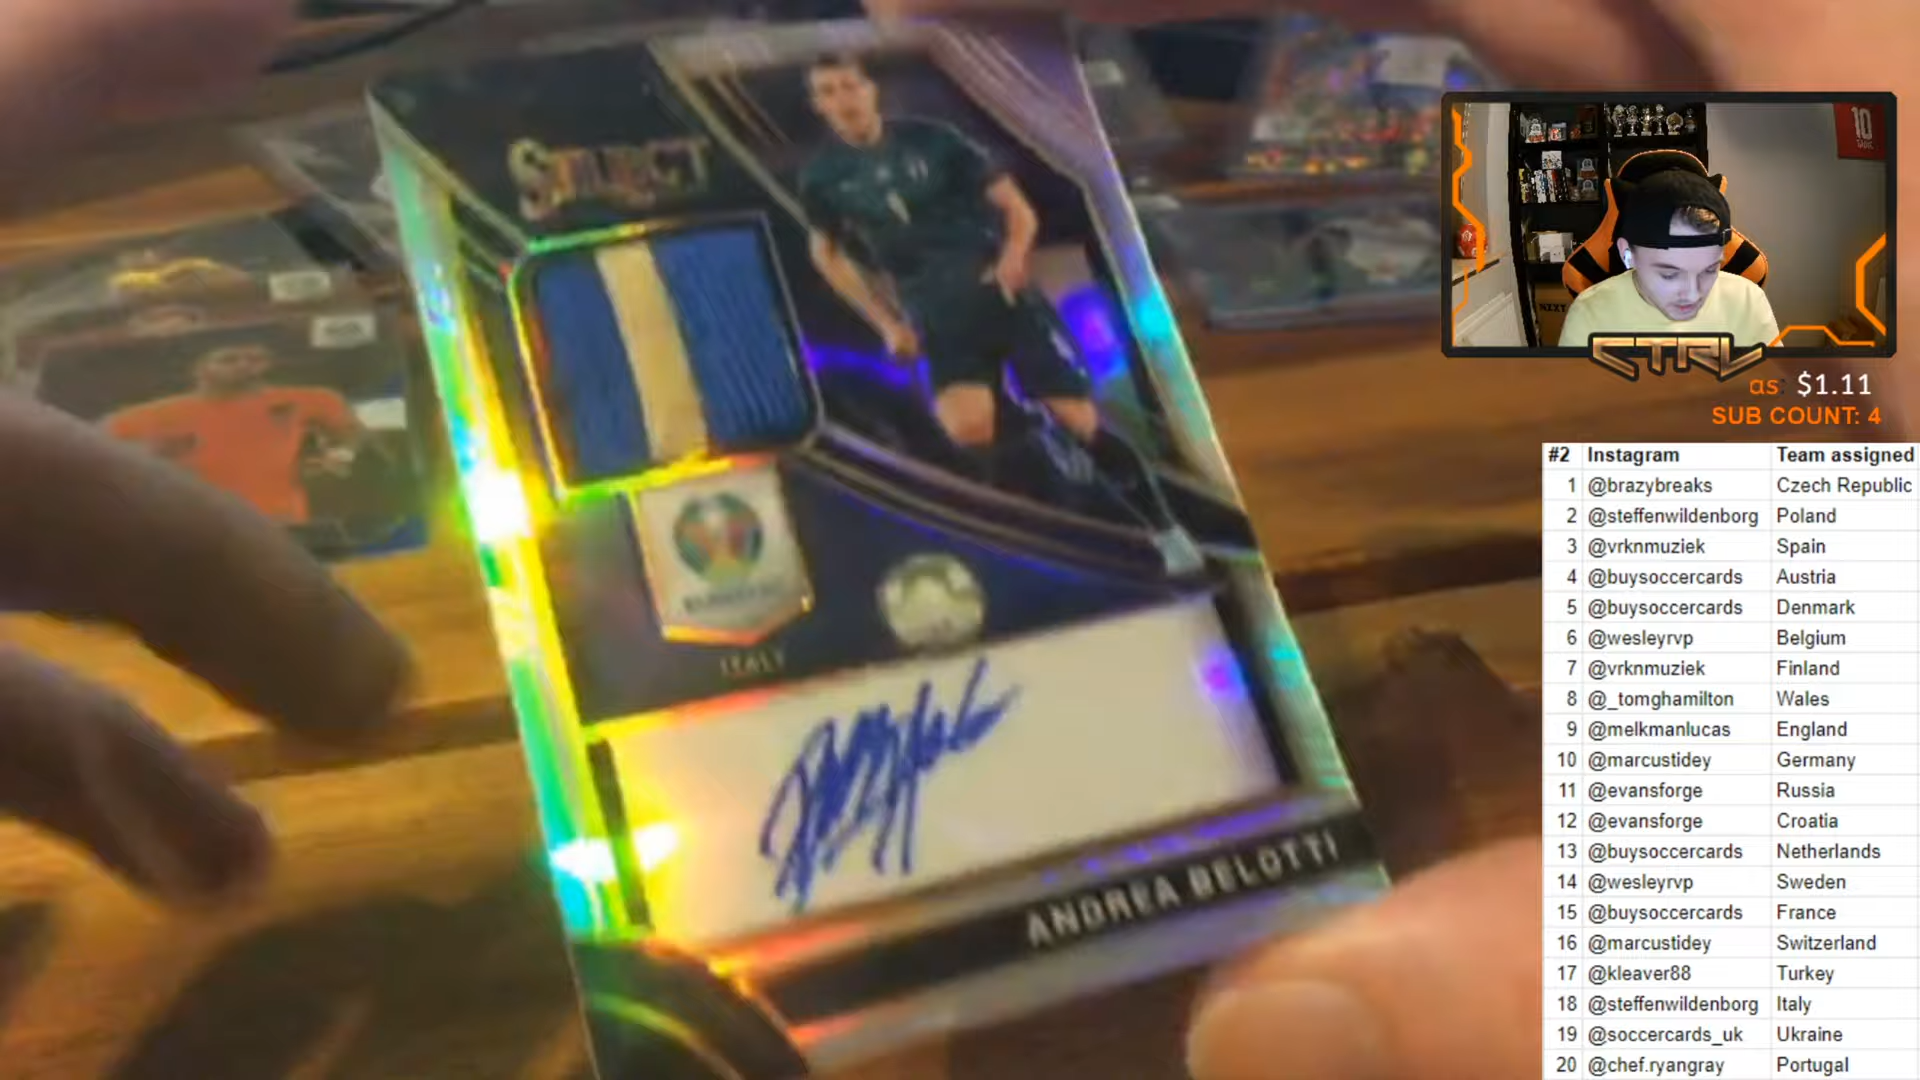 SELECT
ITALY
ANDREA BELOTTI
10
TADIC
NZXT
CTRL
as: $1.11
SUB COUNT: 4
#2 Instagram Team assigned
1 @brazybreaks Czech Republic
2 @steffenwildenborg Poland
3 @vrknmuziek Spain
4 @buysoccercards Austria
5 @buysoccercards Denmark
6 @wesleyrvp Belgium
7 @vrknmuziek Finland
8 @_tomghamilton Wales
9 @melkmanlucas England
10 @marcustidey Germany
11 @evansforge Russia
12 @evansforge Croatia
13 @buysoccercards Netherlands
14 @wesleyrvp Sweden
15 @buysoccercards France
16 @marcustidey Switzerland
17 @kleaver88 Turkey
18 @steffenwildenborg Italy
19 @soccercards_uk Ukraine
20 @chef.ryangray Portugal